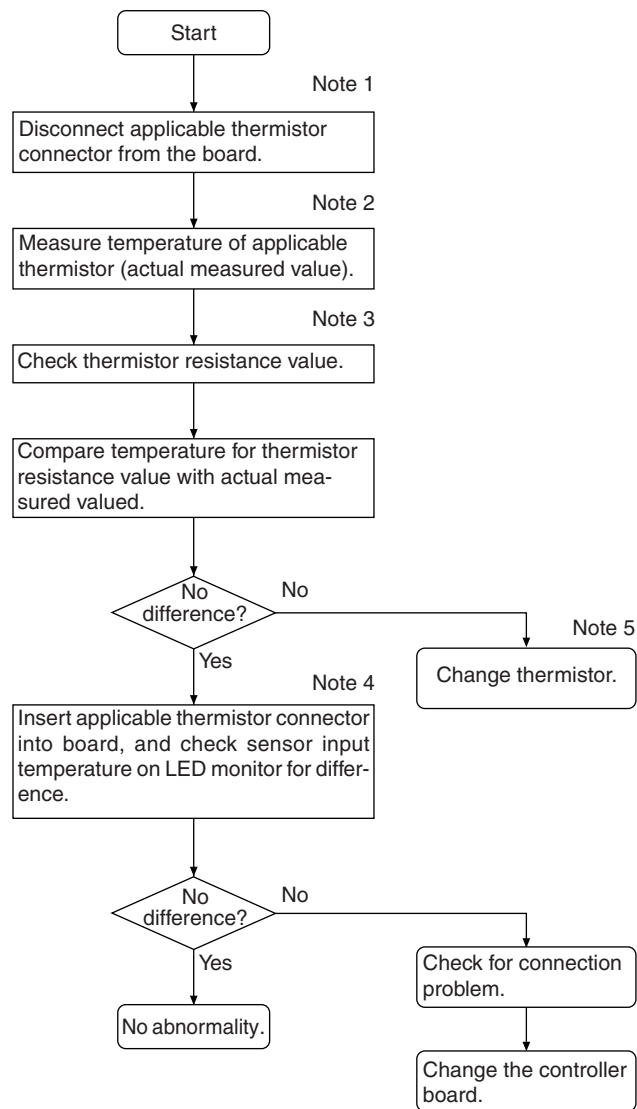 Start
Note 1
Disconnect applicable thermistor
connector from the board.
Note 2
Measure temperature of applicable
thermistor (actual measured value).
Note 3
Check thermistor resistance value.
Compare temperature for thermistor
resistance value with actual mea-
sured valued.
No
difference?
No
Yes
Note 5
Change thermistor.
Note 4
Insert applicable thermistor connector
into board, and check sensor input
temperature on LED monitor for differ-
ence.
No
difference?
No
Yes
Check for connection
problem.
No abnormality.
Change the controller
board.